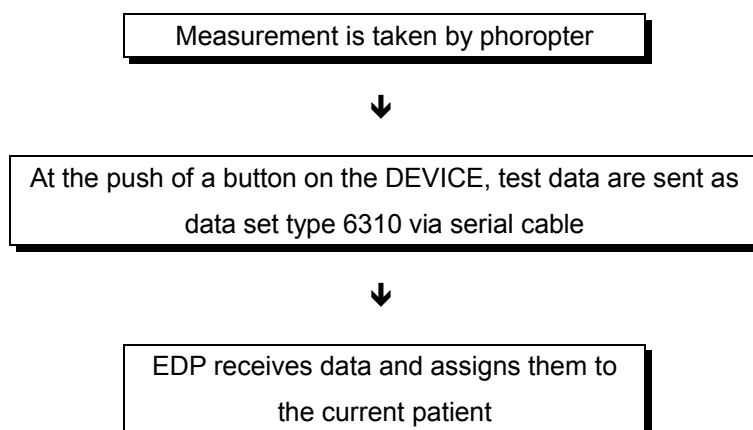 Measurement is taken by phoropter
At the push of a button on the DEVICE, test data are sent as
data set type 6310 via serial cable
EDP receives data and assigns them to
the current patient